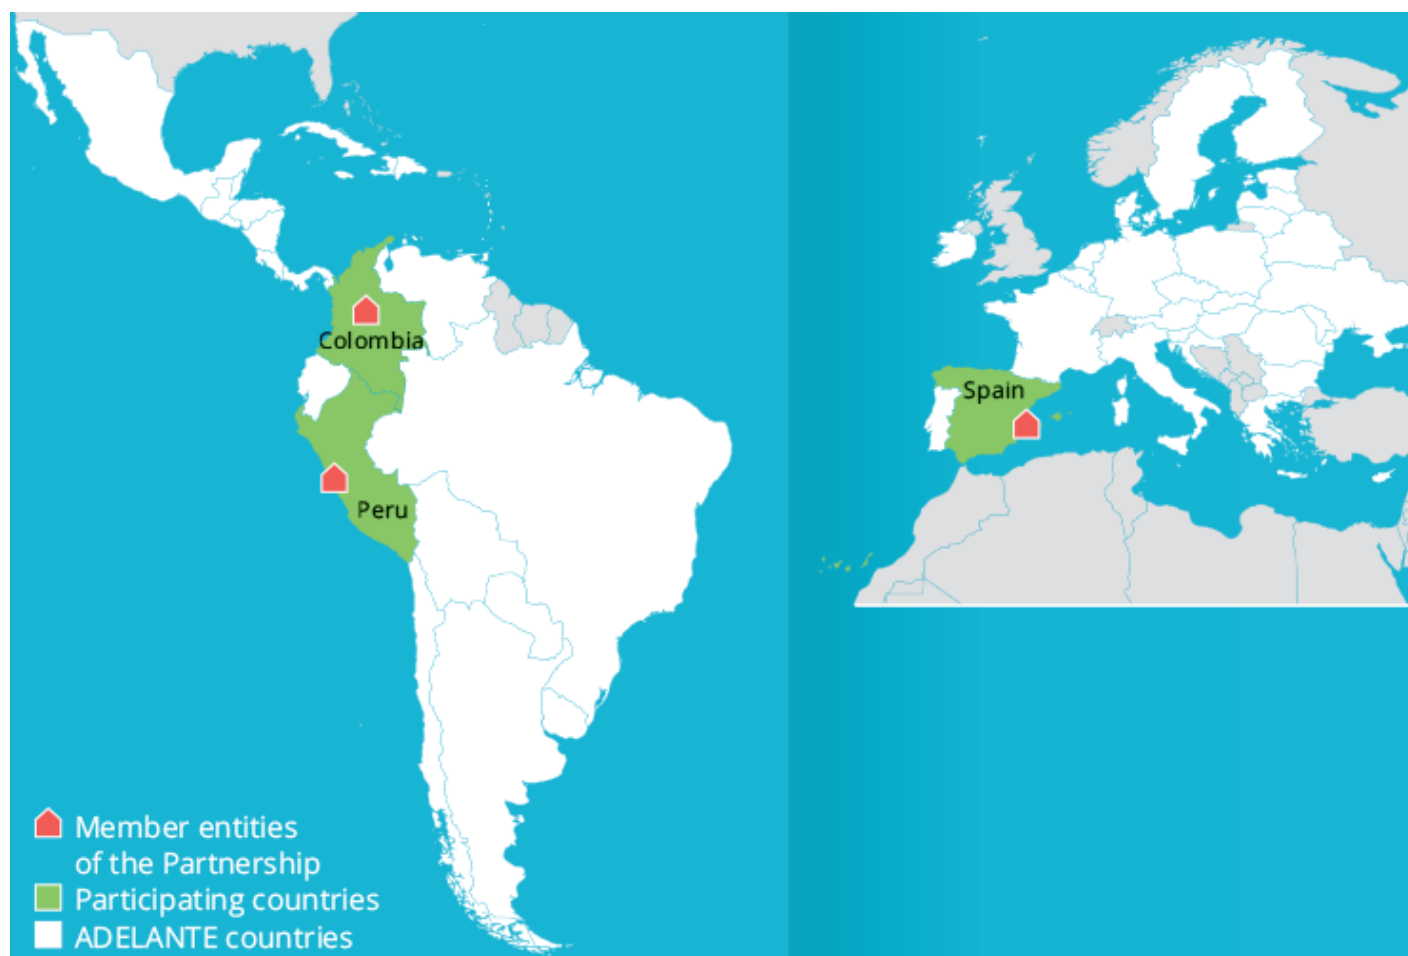 Colombia
Spain
Peru
Member entities
of the Partnership
Participating countries
ADELANTE countries